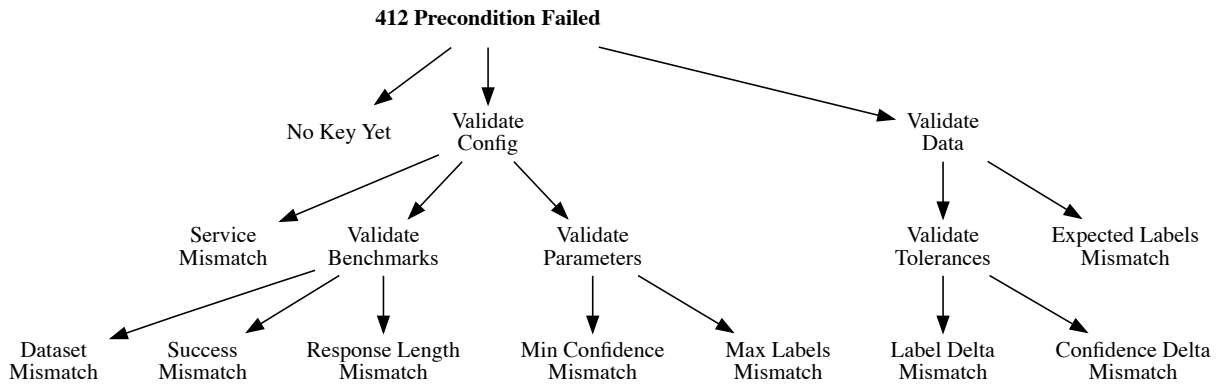 412 Precondition Failed
No Key Yet
Validate
Config
Validate
Data
Service
Mismatch
Validate
Benchmarks
Validate
Parameters
Validate
Tolerances
Expected Labels
Mismatch
Dataset
Mismatch
Success
Mismatch
Response Length
Mismatch
Min Confidence
Mismatch
Max Labels
Mismatch
Label Delta
Mismatch
Confidence Delta
Mismatch